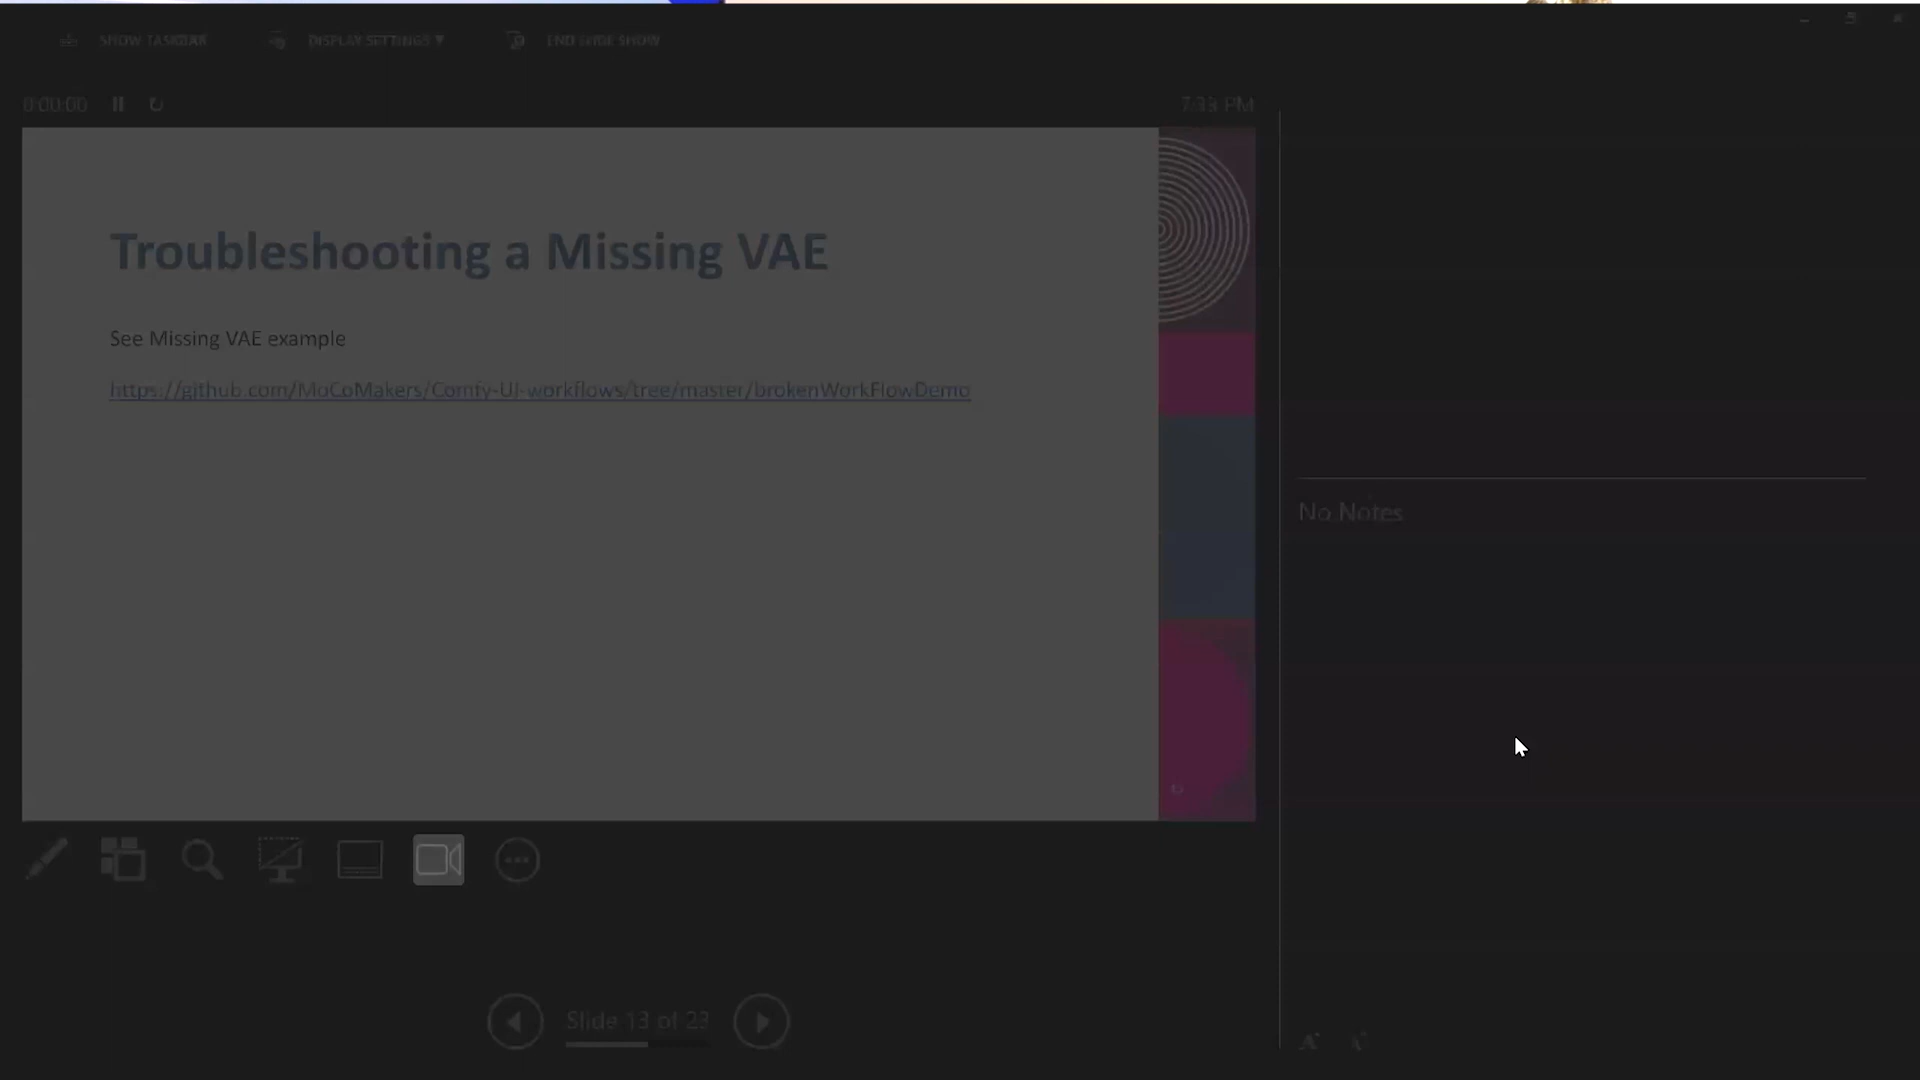 SHOW TASKBAR
DISPLAY SETTINGS ▼
END SLIDE SHOW
0:00:00
7:33 PM
Troubleshooting a Missing VAE
See Missing VAE example
https://github.com/MoCoMakers/Comfy-UI-workflows/tree/master/brokenWorkFlowDemo
No Notes
Slide 13 of 23
A A